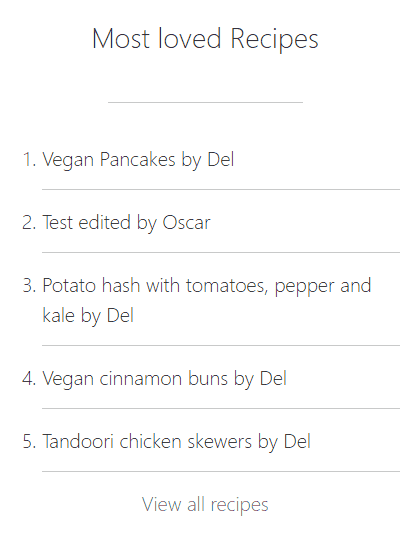 Most loved Recipes
1. Vegan Pancakes by Del
2. Test edited by Oscar
3. Potato hash with tomatoes, pepper and
kale by Del
4. Vegan cinnamon buns by Del
5. Tandoori chicken skewers by Del
View all recipes